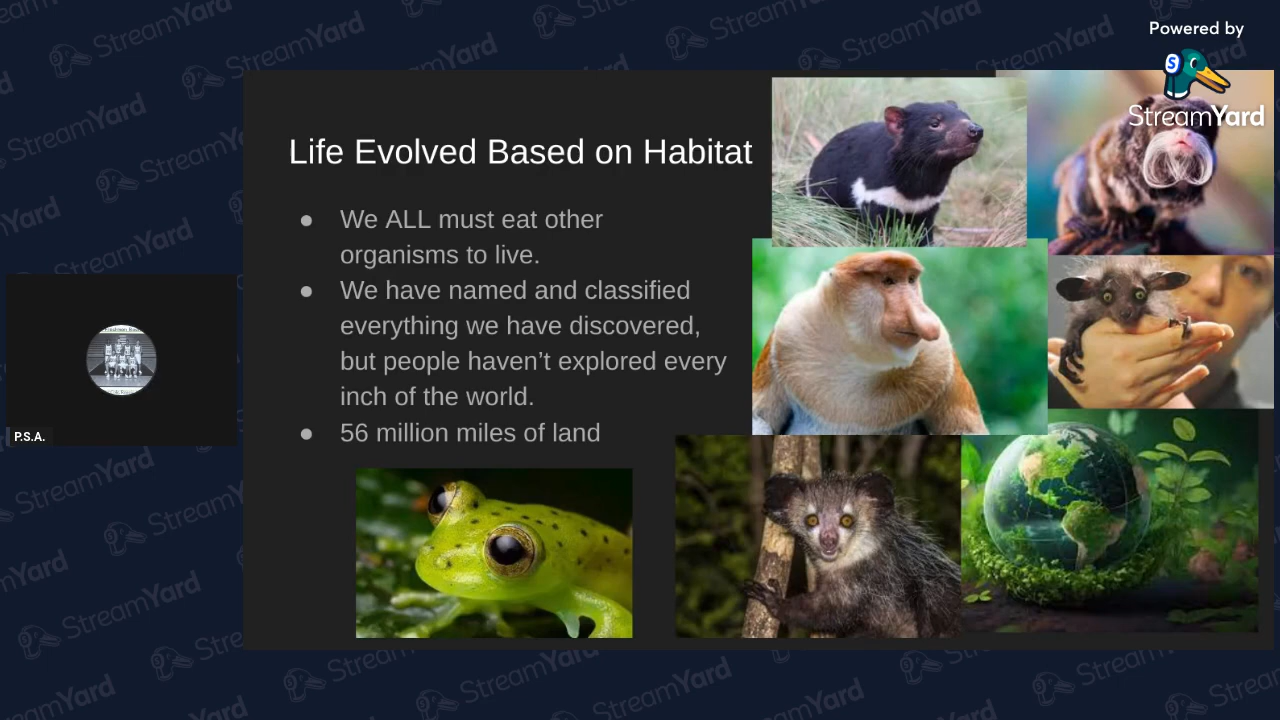 Powered by
StreamYard
Life Evolved Based on Habitat
● We ALL must eat other
organisms to live.
● We have named and classified
everything we have discovered,
but people haven’t explored every
inch of the world.
● 56 million miles of land
P.S.A.